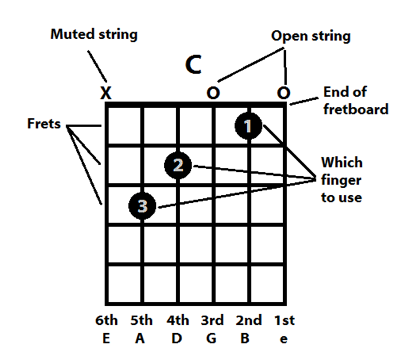 Muted string
Open string
C
X O O
End of
fretboard
Frets
1
2
Which
finger
to use
3
6th 5th 4th 3rd 2nd 1st
E A D G B e